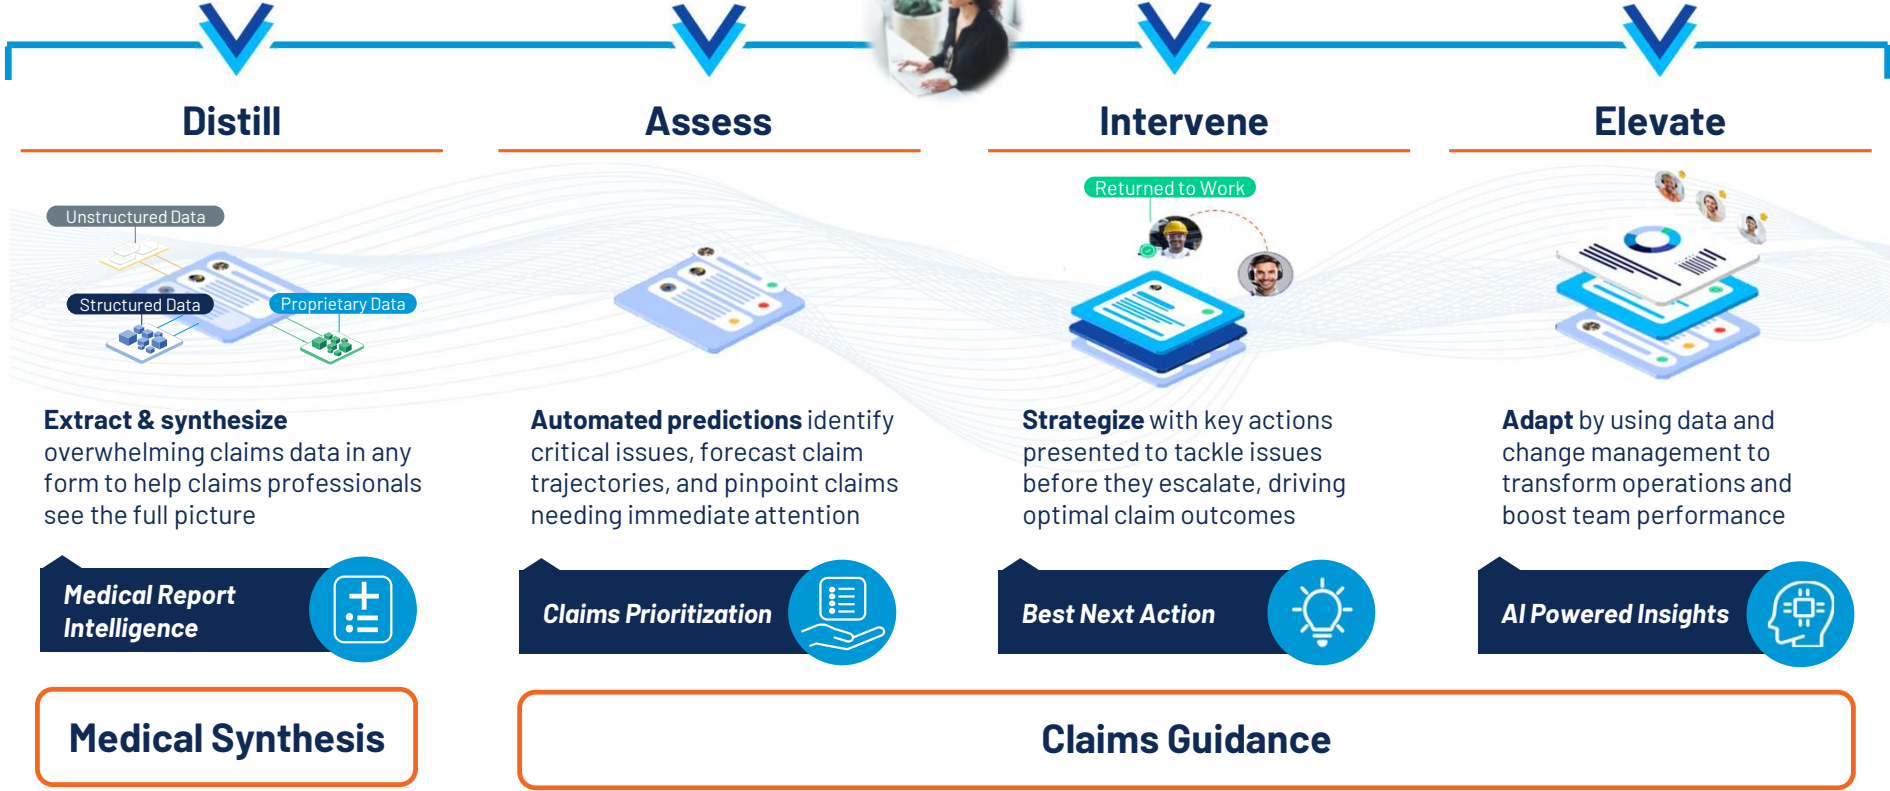 Distill
Assess
Intervene
Elevate
Unstructured Data
Structured Data
Proprietary Data
Returned to Work
Extract & synthesize
overwhelming claims data in any
form to help claims professionals
see the full picture
Automated predictions identify
critical issues, forecast claim
trajectories, and pinpoint claims
needing immediate attention
Strategize with key actions
presented to tackle issues
before they escalate, driving
optimal claim outcomes
Adapt by using data and
change management to
transform operations and
boost team performance
Medical Report
Intelligence
Claims Prioritization
Best Next Action
AI Powered Insights
Medical Synthesis
Claims Guidance